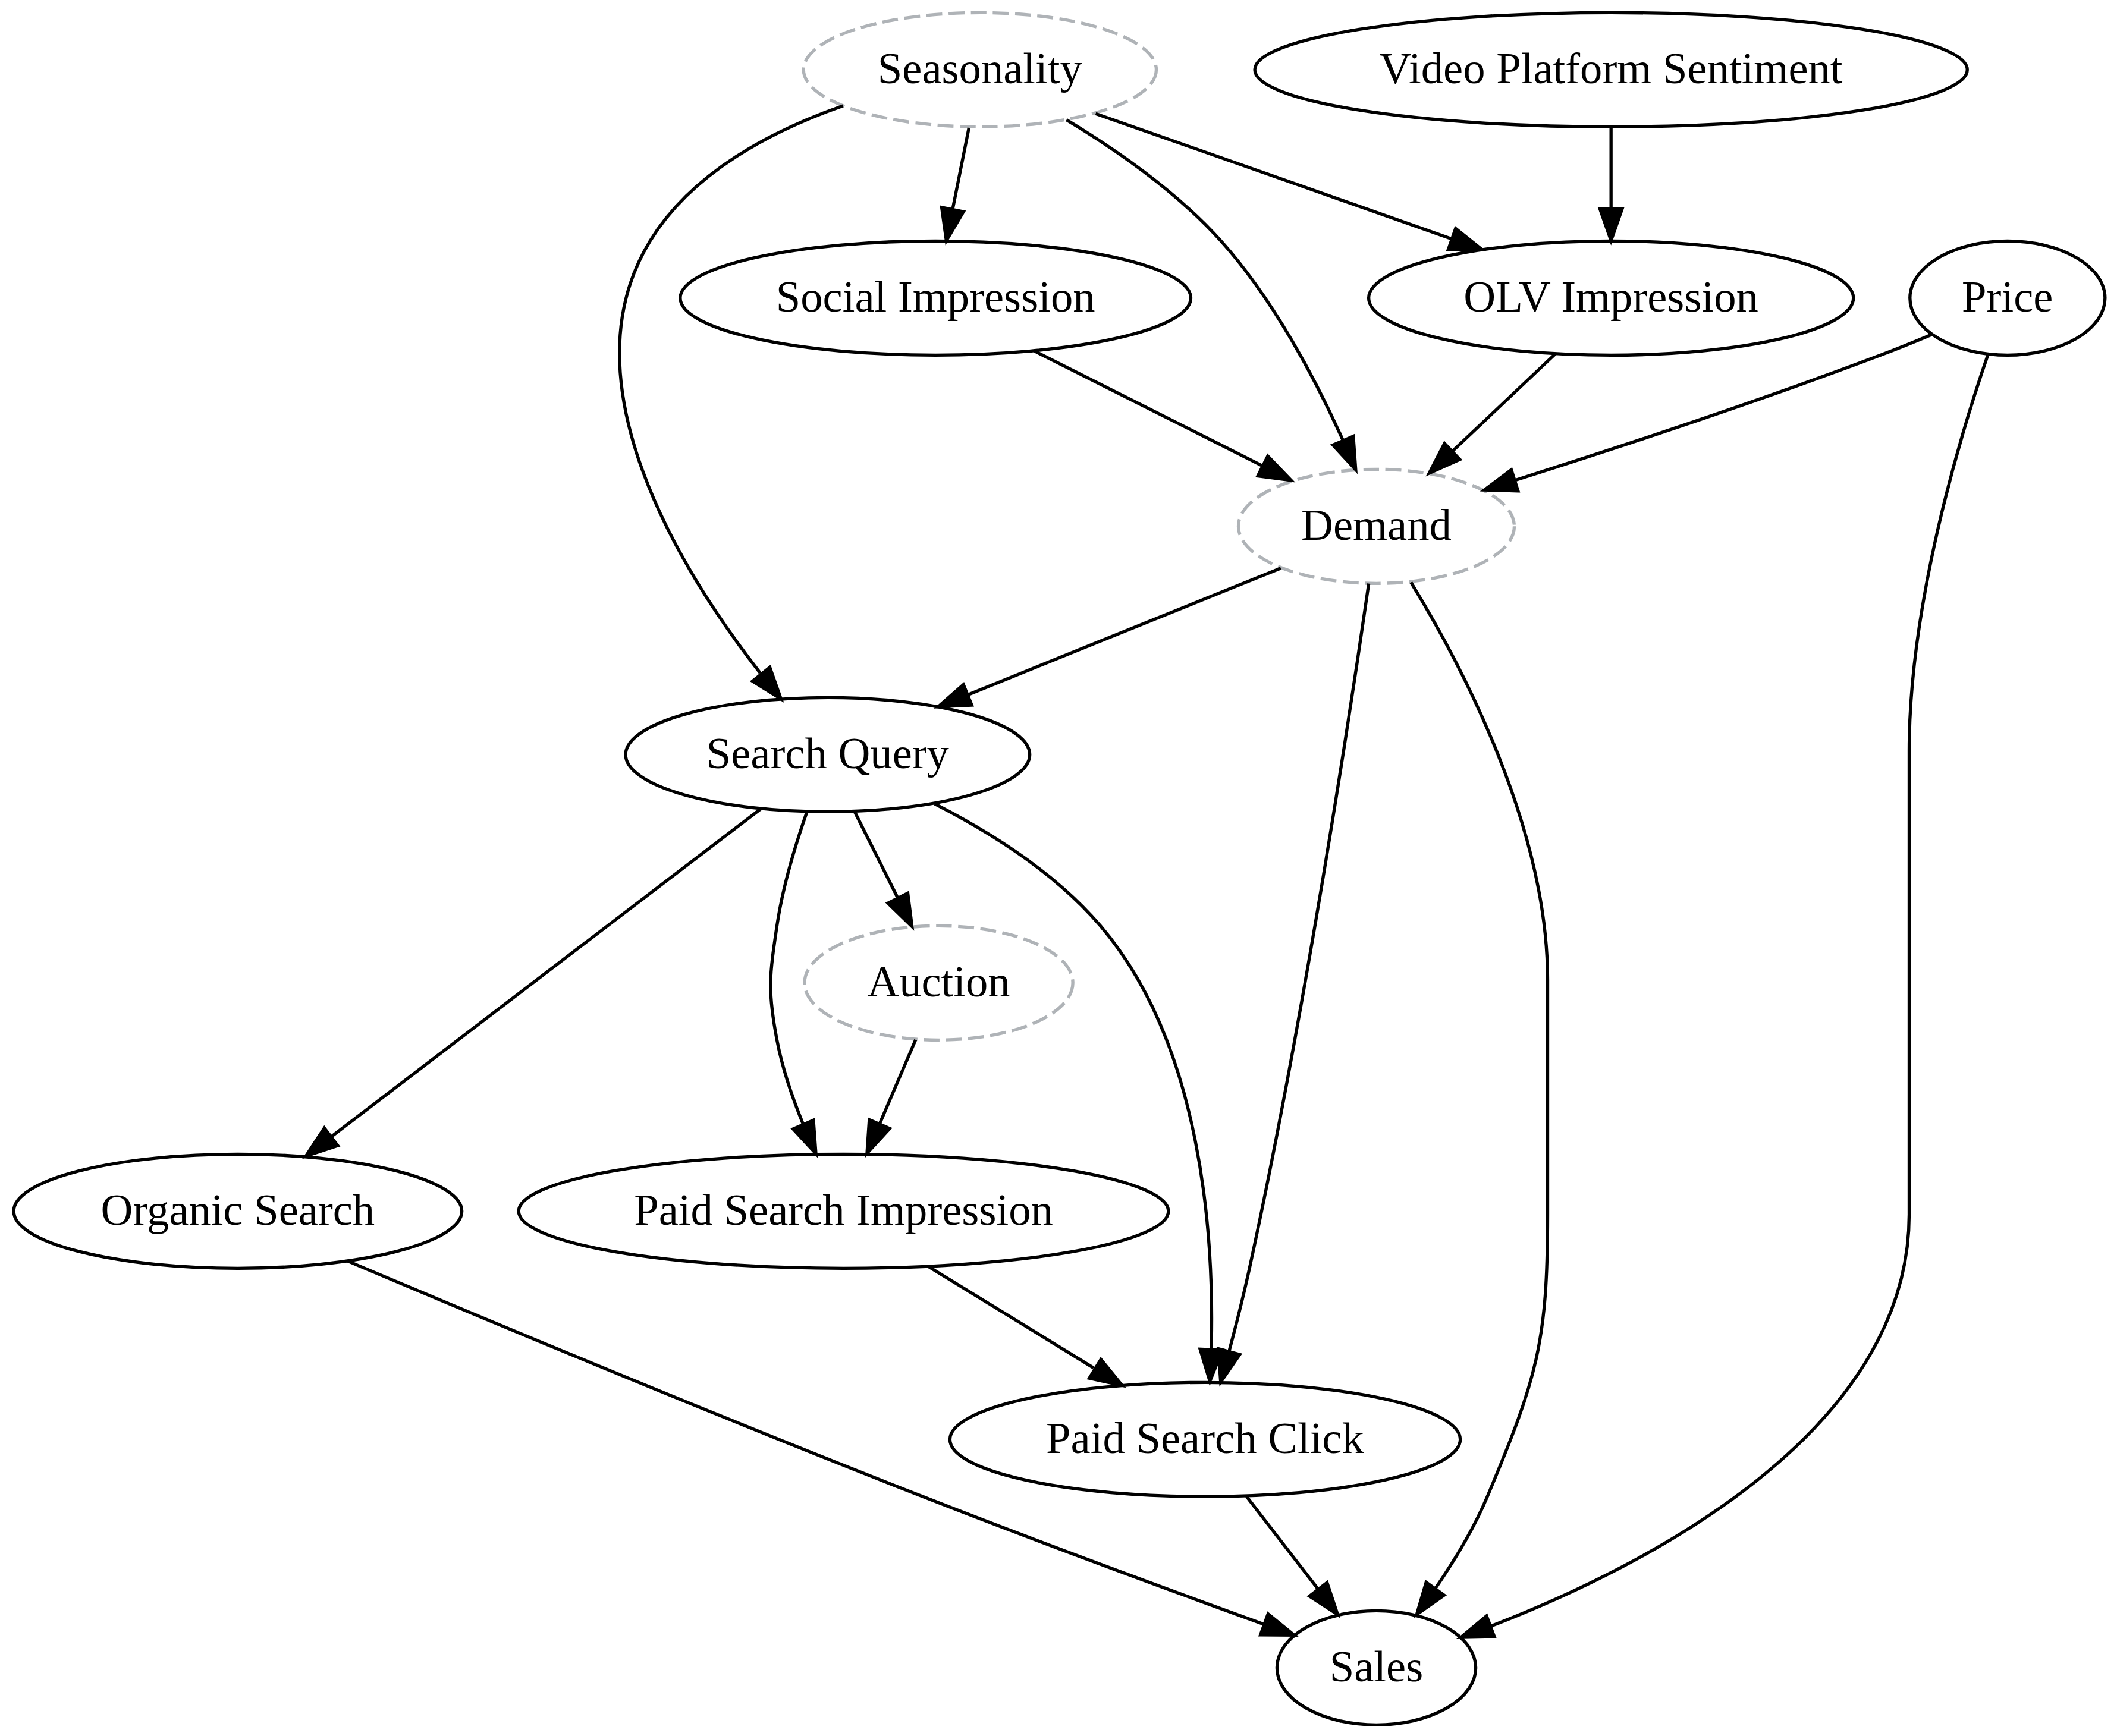 Seasonality
Video Platform Sentiment
Social Impression
OLV Impression
Price
Demand
Search Query
Auction
Organic Search
Paid Search Impression
Paid Search Click
Sales